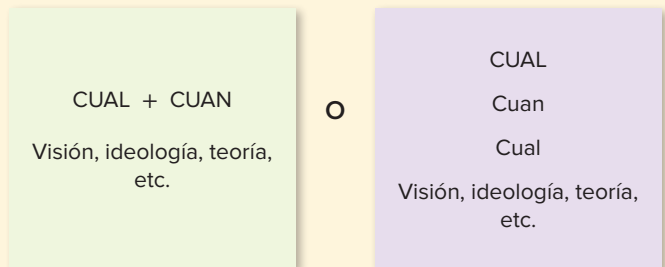 CUAL + CUAN
Visión, ideología, teoría,
etc.
O
CUAL
Cuan
Cual
Visión, ideología, teoría,
etc.